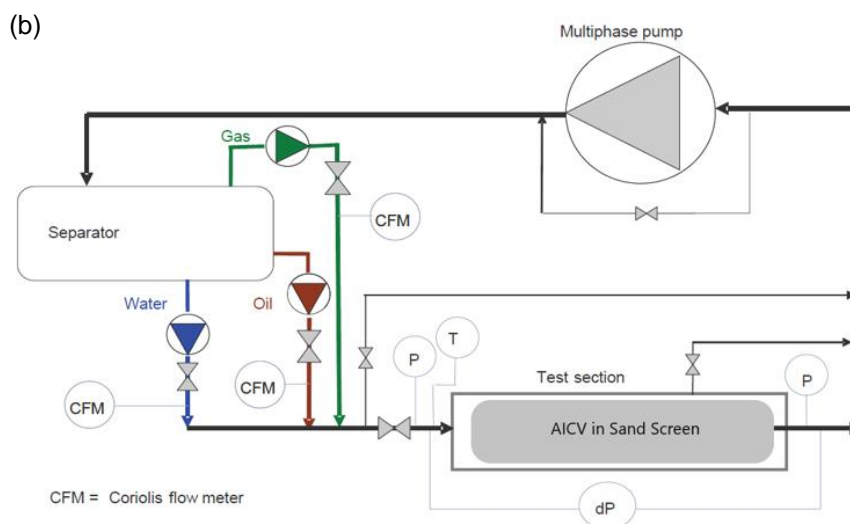 (b)
Multiphase pump
Gas
CFM
Separator
Water
Oil
CFM
CFM
P
T
Test section
P
AICV in Sand Screen
dP
CFM = Coriolis flow meter